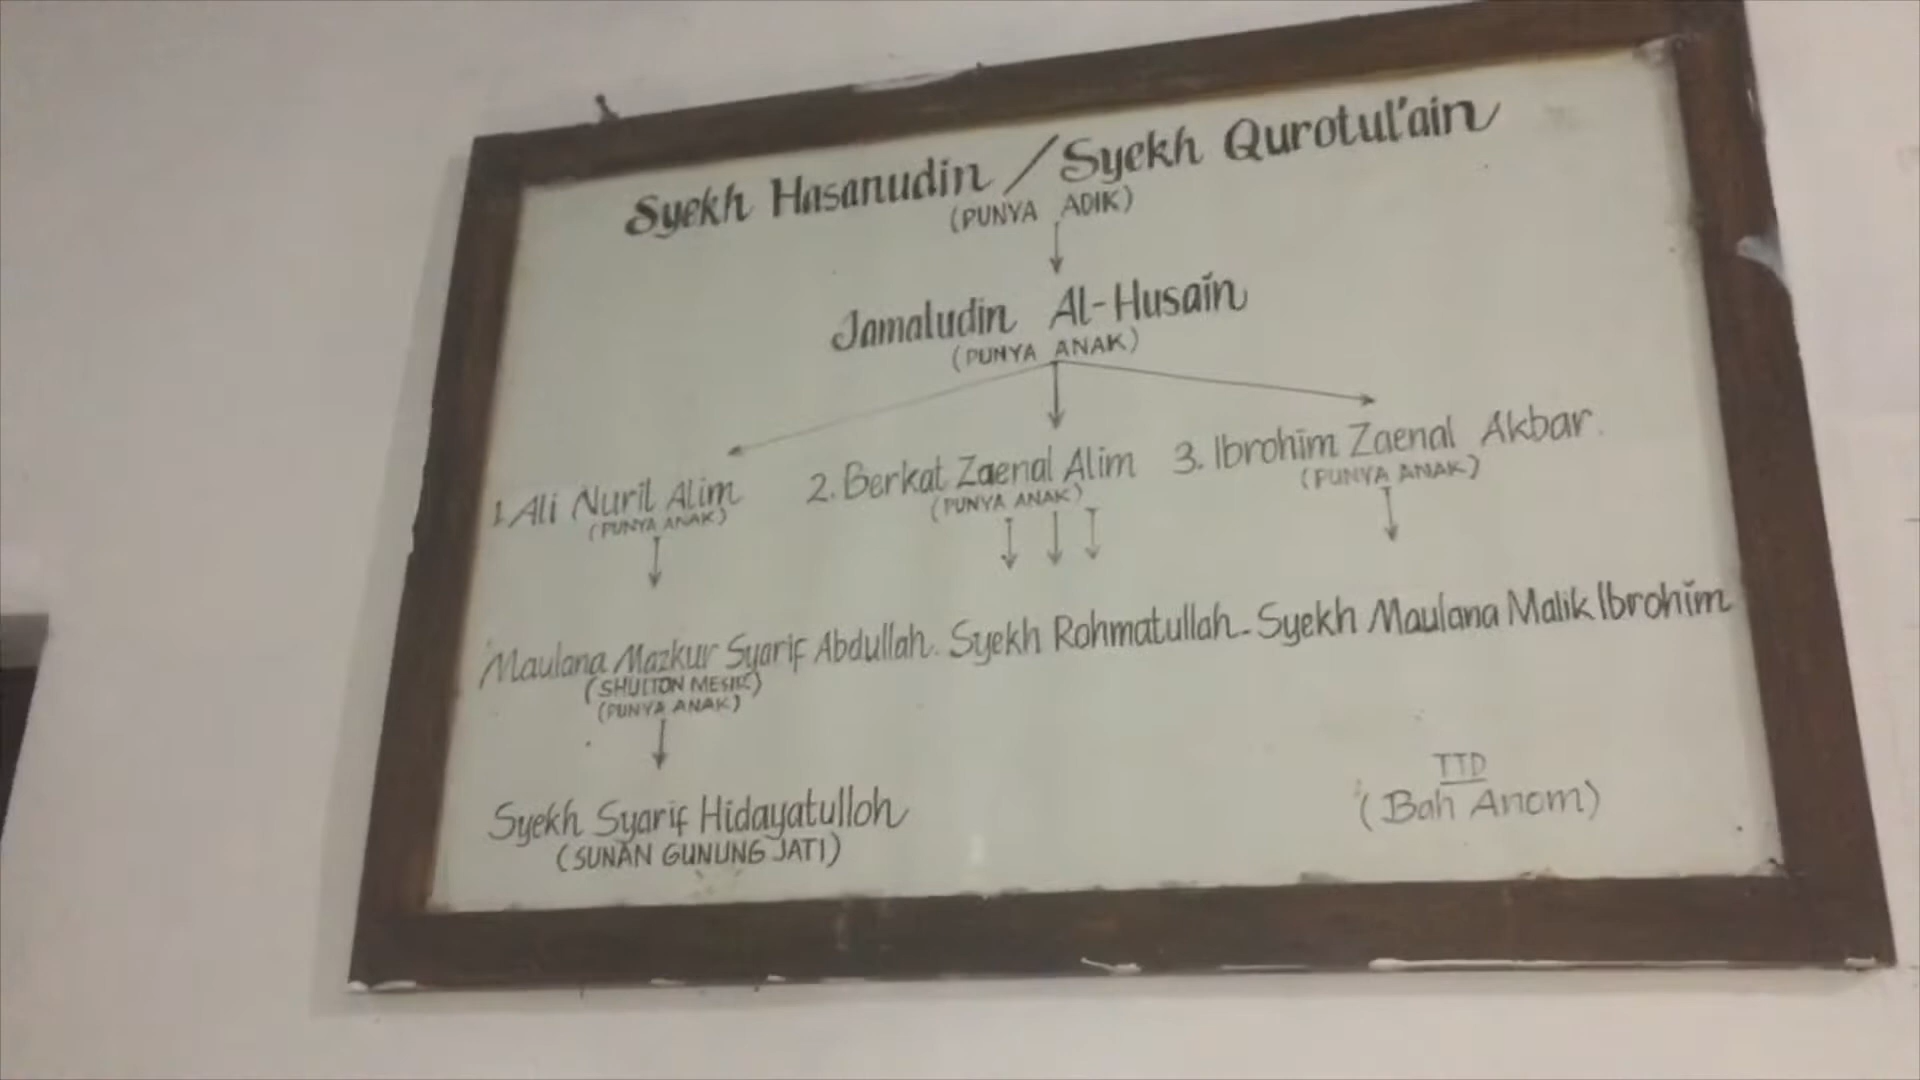 Syekh Hasanudin / Syekh Qurotul'ain
(PUNYA ADIK)
Jamaludin Al-Husain
(PUNYA ANAK)
1. Ali Nuril Alim
(PUNYA ANAK)
2. Berkat Zaenal Alim
(PUNYA ANAK)
3. Ibrohim Zaenal Akbar.
(PUNYA ANAK)
Maulana Mazkur Syarif Abdullah. Syekh Rohmatullah - Syekh Maulana Malik Ibrohim
(SHULTON MESIR)
(PUNYA ANAK)
Syekh Syarif Hidayatulloh
(SUNAN GUNUNG JATI)
TTD
(Bah Anom)